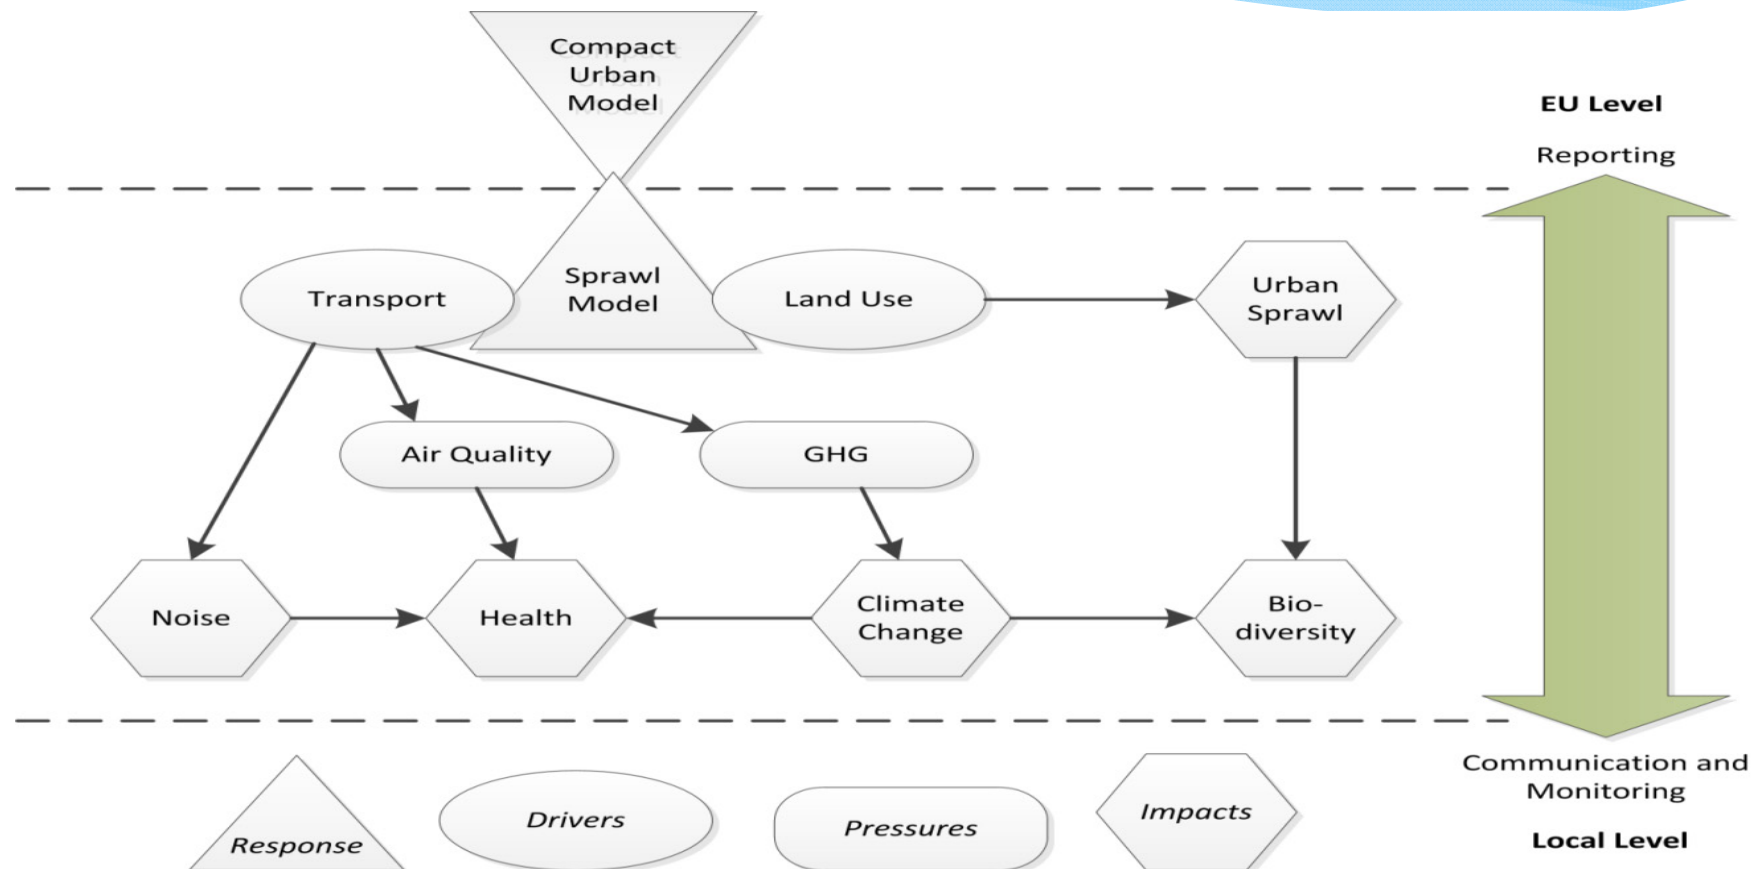 Compact
Urban
Model
EU Level
Reporting
Transport
Sprawl
Model
Land Use
Urban
Sprawl
Air Quality
GHG
Noise
Health
Climate
Change
Bio-
diversity
Communication and
Monitoring
Local Level
Response
Drivers
Pressures
Impacts